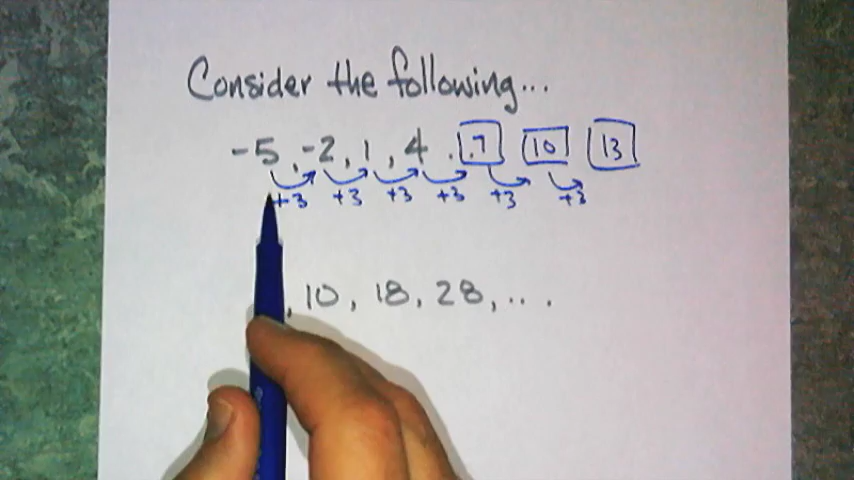 Consider the following...
-5, -2, 1, 4, . 7 10 13
+3 +3 +3 +3 +3 +3
, 10, 18, 28, ...